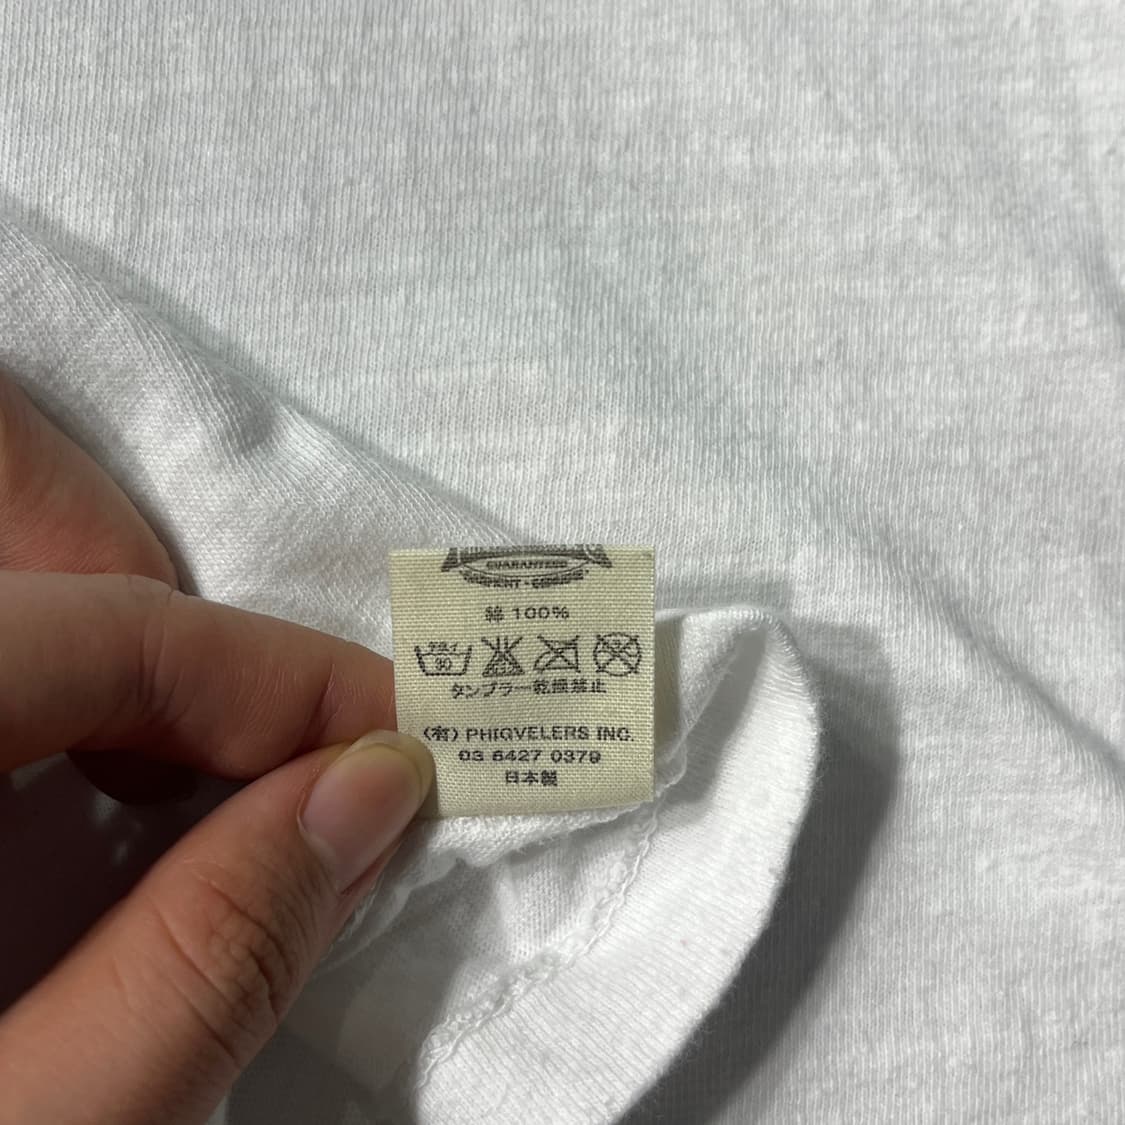 GUARANTEED
綿 100%
30
タンブラー乾燥禁止
(有) PHIGVELERS INC.
03 6427 0379
日本製